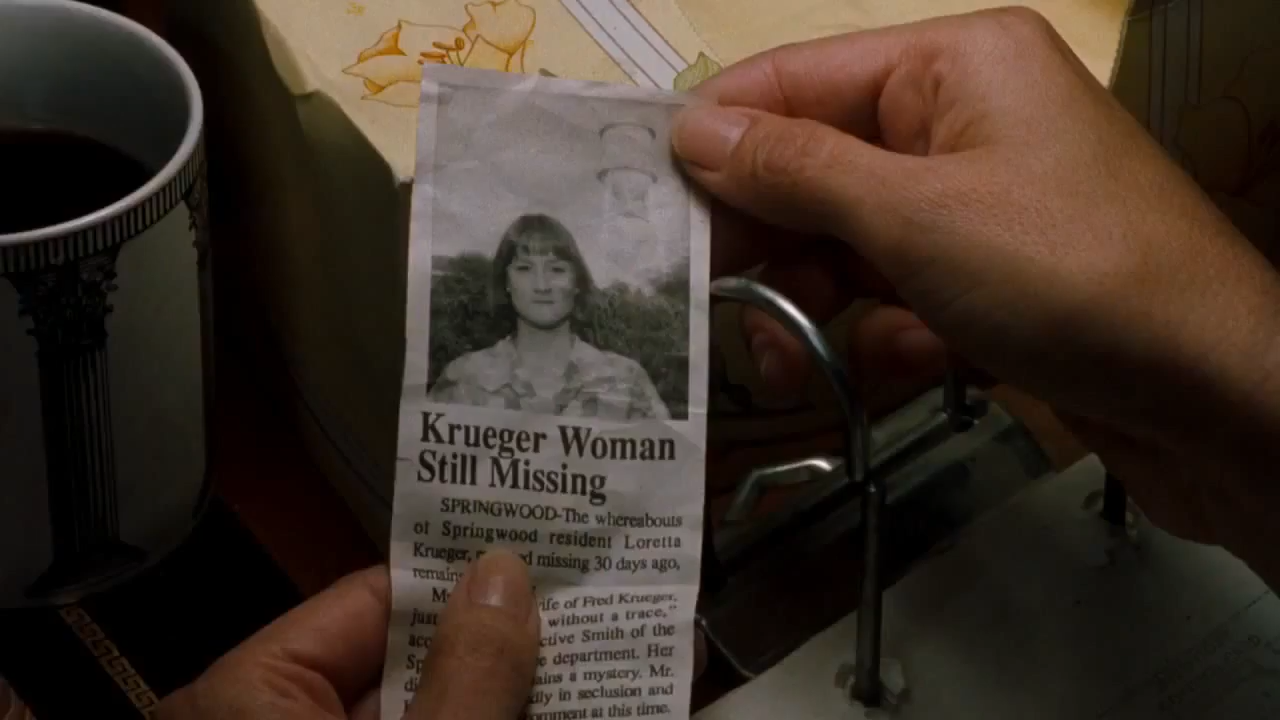 Krueger Woman
Still Missing
SPRINGWOOD-The whereabouts
of Springwood resident Loretta
Krueger, missing 30 days ago,
wife of Fred Krueger,
just without a trace,"
Smith of the
department. Her
a mystery. Mr.
in seclusion and
at this time.